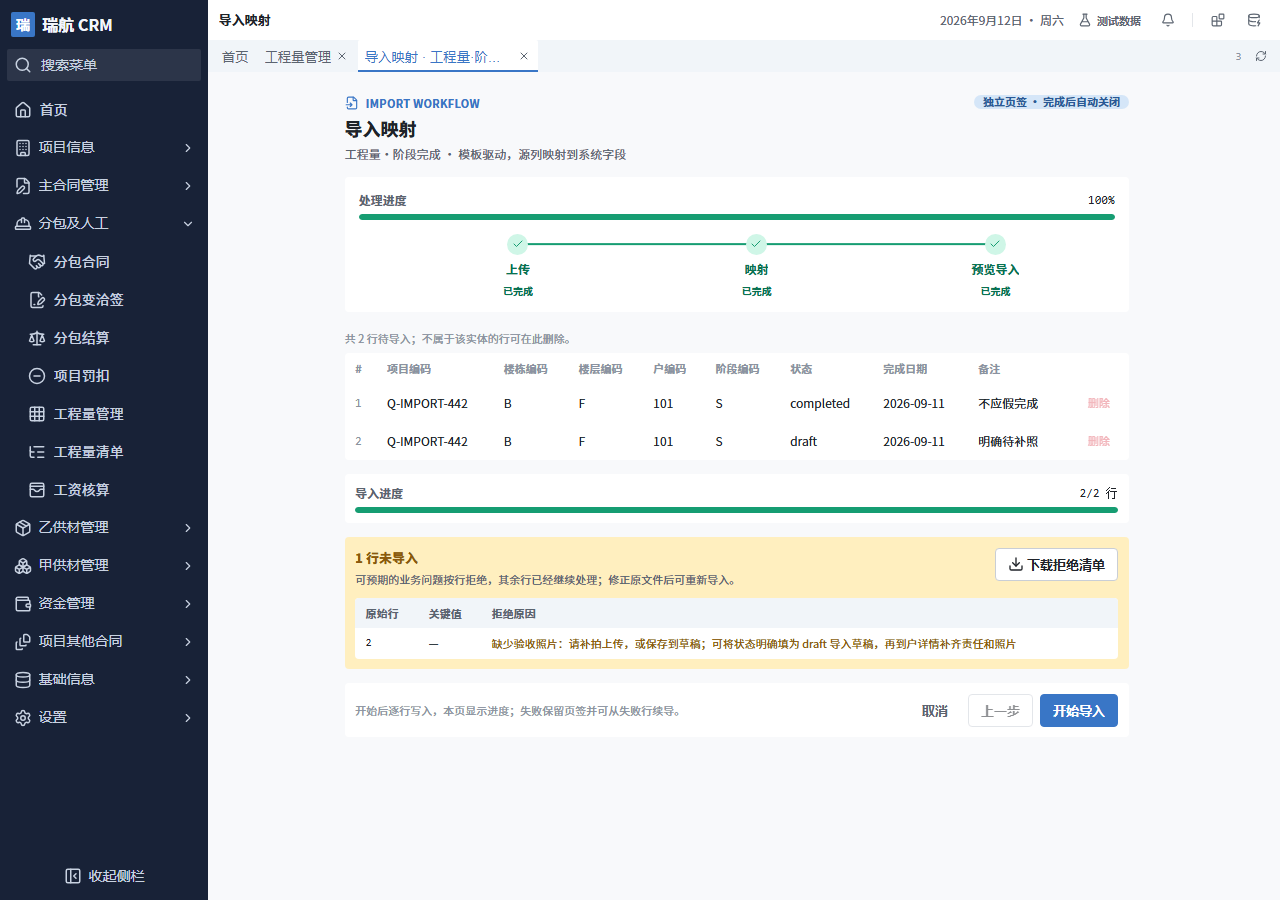 瑞 瑞航 CRM
搜索菜单
首页
项目信息
主合同管理
分包及人工
分包合同
分包变洽签
分包结算
项目罚扣
工程量管理
工程量清单
工资核算
乙供材管理
甲供材管理
资金管理
项目其他合同
基础信息
设置
收起侧栏
导入映射
2026年9月12日 · 周六 测试数据
首页 工程量管理 导入映射 · 工程量·阶… 3
IMPORT WORKFLOW
独立页签 · 完成后自动关闭
导入映射
工程量·阶段完成 · 模板驱动，源列映射到系统字段
处理进度 100%
上传 映射 预览导入
已完成 已完成 已完成
共 2 行待导入；不属于该实体的行可在此删除。
# 项目编码 楼栋编码 楼层编码 户编码 阶段编码 状态 完成日期 备注
1 Q-IMPORT-442 B F 101 S completed 2026-09-11 不应假完成 删除
2 Q-IMPORT-442 B F 101 S draft 2026-09-11 明确待补照 删除
导入进度 2/2 行
1 行未导入
可预期的业务问题按行拒绝，其余行已经继续处理；修正原文件后可重新导入。
下载拒绝清单
原始行 关键值 拒绝原因
2 — 缺少验收照片：请补拍上传，或保存到草稿；可将状态明确填为 draft 导入草稿，再到户详情补齐责任和照片
开始后逐行写入，本页显示进度；失败保留页签并可从失败行续导。
取消 上一步 开始导入